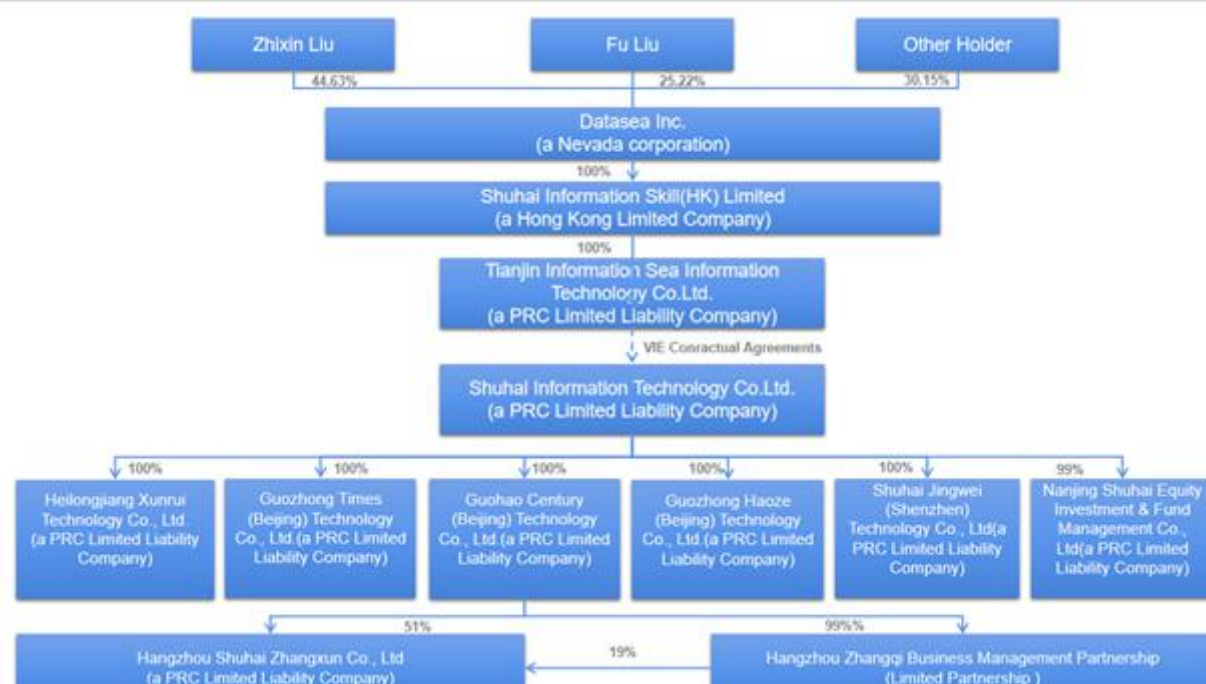 Zhixin Liu
Fu Liu
Other Holder
44.63%
25.22%
30.15%
Datasea Inc.
(a Nevada corporation)
100%
Shuhai Information Skill(HK) Limited
(a Hong Kong Limited Company)
100%
Tianjin Information Sea Information
Technology Co.Ltd.
(a PRC Limited Liability Company)
VIE Conractual Agreements
Shuhai Information Technology Co.Ltd.
(a PRC Limited Liability Company)
100%
100%
100%
100%
100%
99%
Heilongjiang Xunrui
Technology Co., Ltd.
(a PRC Limited Liability
Company)
Guozhong Times
(Beijing) Technology
Co., Ltd.(a PRC Limited
Liability Company)
Guohao Century
(Beijing) Technology
Co., Ltd.(a PRC Limited
Liability Company)
Guozhong Haoze
(Beijing) Technology
Co., Ltd.(a PRC Limited
Liability Company)
Shuhai Jingwei
(Shenzhen)
Technology Co., Ltd(a
PRC Limited Liability
Company)
Nanjing Shuhai Equity
Investment & Fund
Management Co.,
Ltd(a PRC Limited
Liability Company)
51%
99%%
Hangzhou Shuhai Zhangxun Co., Ltd
(a PRC Limited Liability Company)
19%
Hangzhou Zhangqi Business Management Partnership
(Limited Partnership )